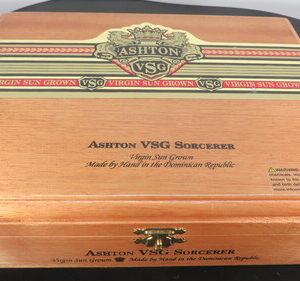 ASHTON
VSG
VIRGIN SUN GROWN VSG VIRGIN SUN GROWN VSG VIRGIN SUN GROWN
ASHTON VSG SORCERER
Virgin Sun Grown
Made by Hand in the Dominican Republic
WARNING:
ASHTON VSG SORCERER
Virgin Sun Grown Made by Hand in the Dominican Republic